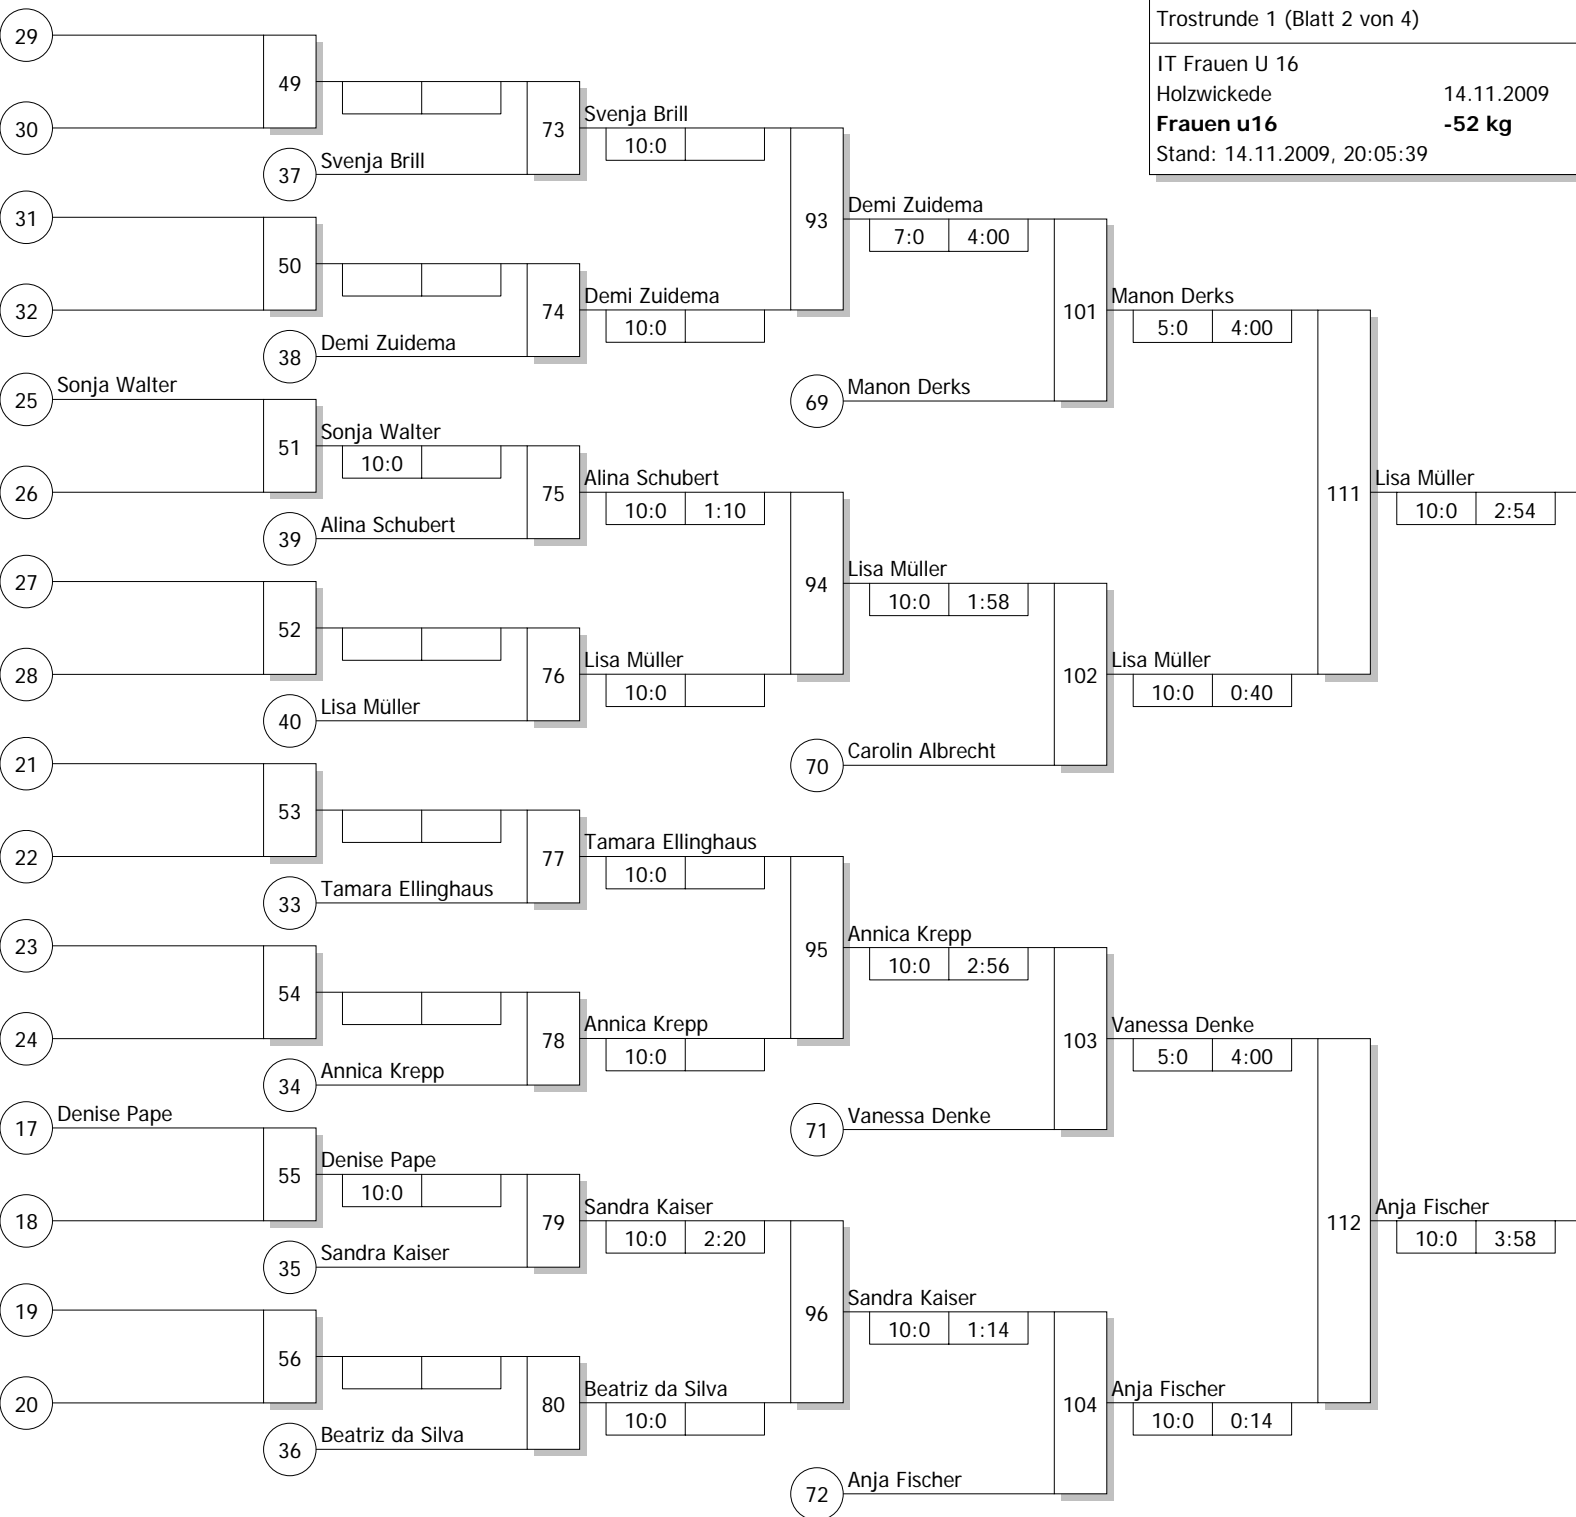 Trostrunde 1 (Blatt 2 von 4)
IT Frauen U 16
Holzwickede 14.11.2009
Frauen u16 -52 kg
Stand: 14.11.2009, 20:05:39
29
49
30
73
Svenja Brill
10:0
37
Svenja Brill
31
50
32
74
Demi Zuidema
10:0
38
Demi Zuidema
93
Demi Zuidema
7:0 4:00
25
Sonja Walter
51
Sonja Walter
10:0
26
75
Alina Schubert
10:0 1:10
39
Alina Schubert
27
52
28
76
Lisa Müller
10:0
40
Lisa Müller
94
Lisa Müller
10:0 1:58
101
Manon Derks
5:0 4:00
69
Manon Derks
102
Lisa Müller
10:0 0:40
70
Carolin Albrecht
111
Lisa Müller
10:0 2:54
21
53
22
77
Tamara Ellinghaus
10:0
33
Tamara Ellinghaus
23
54
24
78
Annica Krepp
10:0
34
Annica Krepp
95
Annica Krepp
10:0 2:56
103
Vanessa Denke
5:0 4:00
71
Vanessa Denke
17
Denise Pape
55
Denise Pape
10:0
18
79
Sandra Kaiser
10:0 2:20
35
Sandra Kaiser
19
56
20
80
Beatriz da Silva
10:0
36
Beatriz da Silva
96
Sandra Kaiser
10:0 1:14
104
Anja Fischer
10:0 0:14
72
Anja Fischer
112
Anja Fischer
10:0 3:58